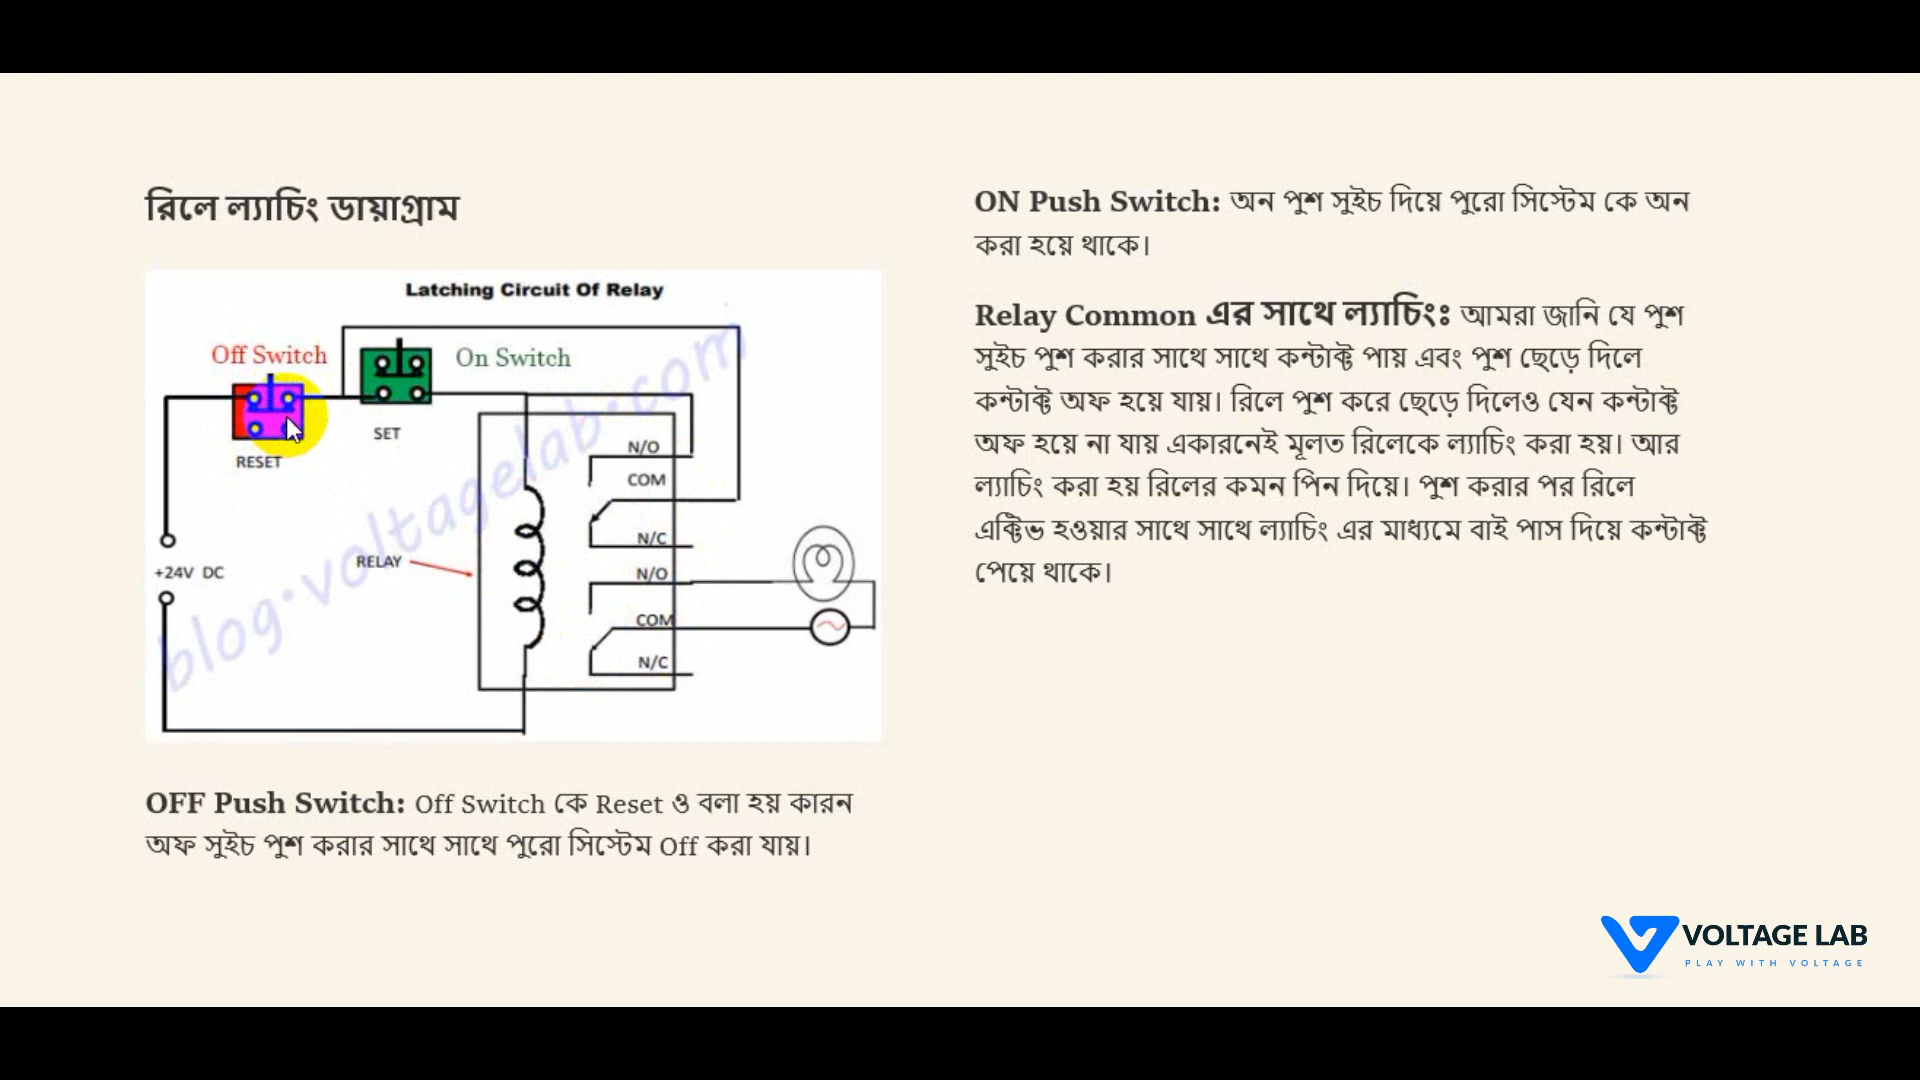 রিলে ল্যাচিং ডায়াগ্রাম
Latching Circuit Of Relay
Off Switch
On Switch
SET
RESET
N/O
COM
N/C
RELAY
+24V DC
N/O
COM
N/C
blog.voltagelab.com
OFF Push Switch: Off Switch কে Reset ও বলা হয় কারন
অফ সুইচ পুশ করার সাথে সাথে পুরো সিস্টেম Off করা যায়।
ON Push Switch: অন পুশ সুইচ দিয়ে পুরো সিস্টেম কে অন
করা হয়ে থাকে।
Relay Common এর সাথে ল্যাচিংঃ আমরা জানি যে পুশ
সুইচ পুশ করার সাথে সাথে কন্টাক্ট পায় এবং পুশ ছেড়ে দিলে
কন্টাক্ট অফ হয়ে যায়। রিলে পুশ করে ছেড়ে দিলেও যেন কন্টাক্ট
অফ হয়ে না যায় একারনেই মূলত রিলেকে ল্যাচিং করা হয়। আর
ল্যাচিং করা হয় রিলের কমন পিন দিয়ে। পুশ করার পর রিলে
এক্টিভ হওয়ার সাথে সাথে ল্যাচিং এর মাধ্যমে বাই পাস দিয়ে কন্টাক্ট
পেয়ে থাকে।
VOLTAGE LAB
PLAY WITH VOLTAGE